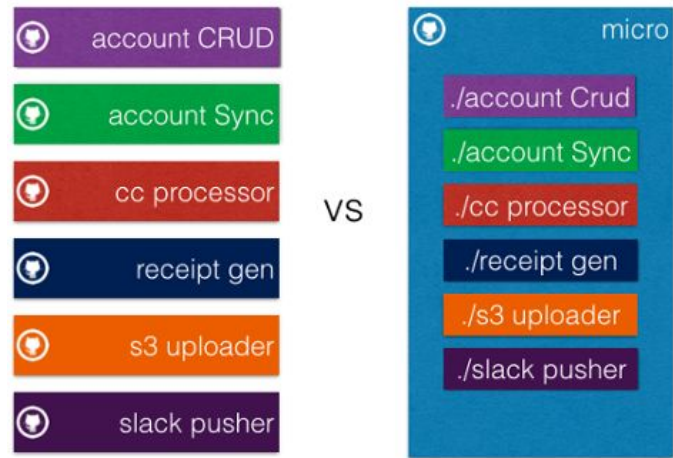 account CRUD
account Sync
cc processor
receipt gen
s3 uploader
slack pusher
vs
micro
./account Crud
./account Sync
./cc processor
./receipt gen
./s3 uploader
./slack pusher